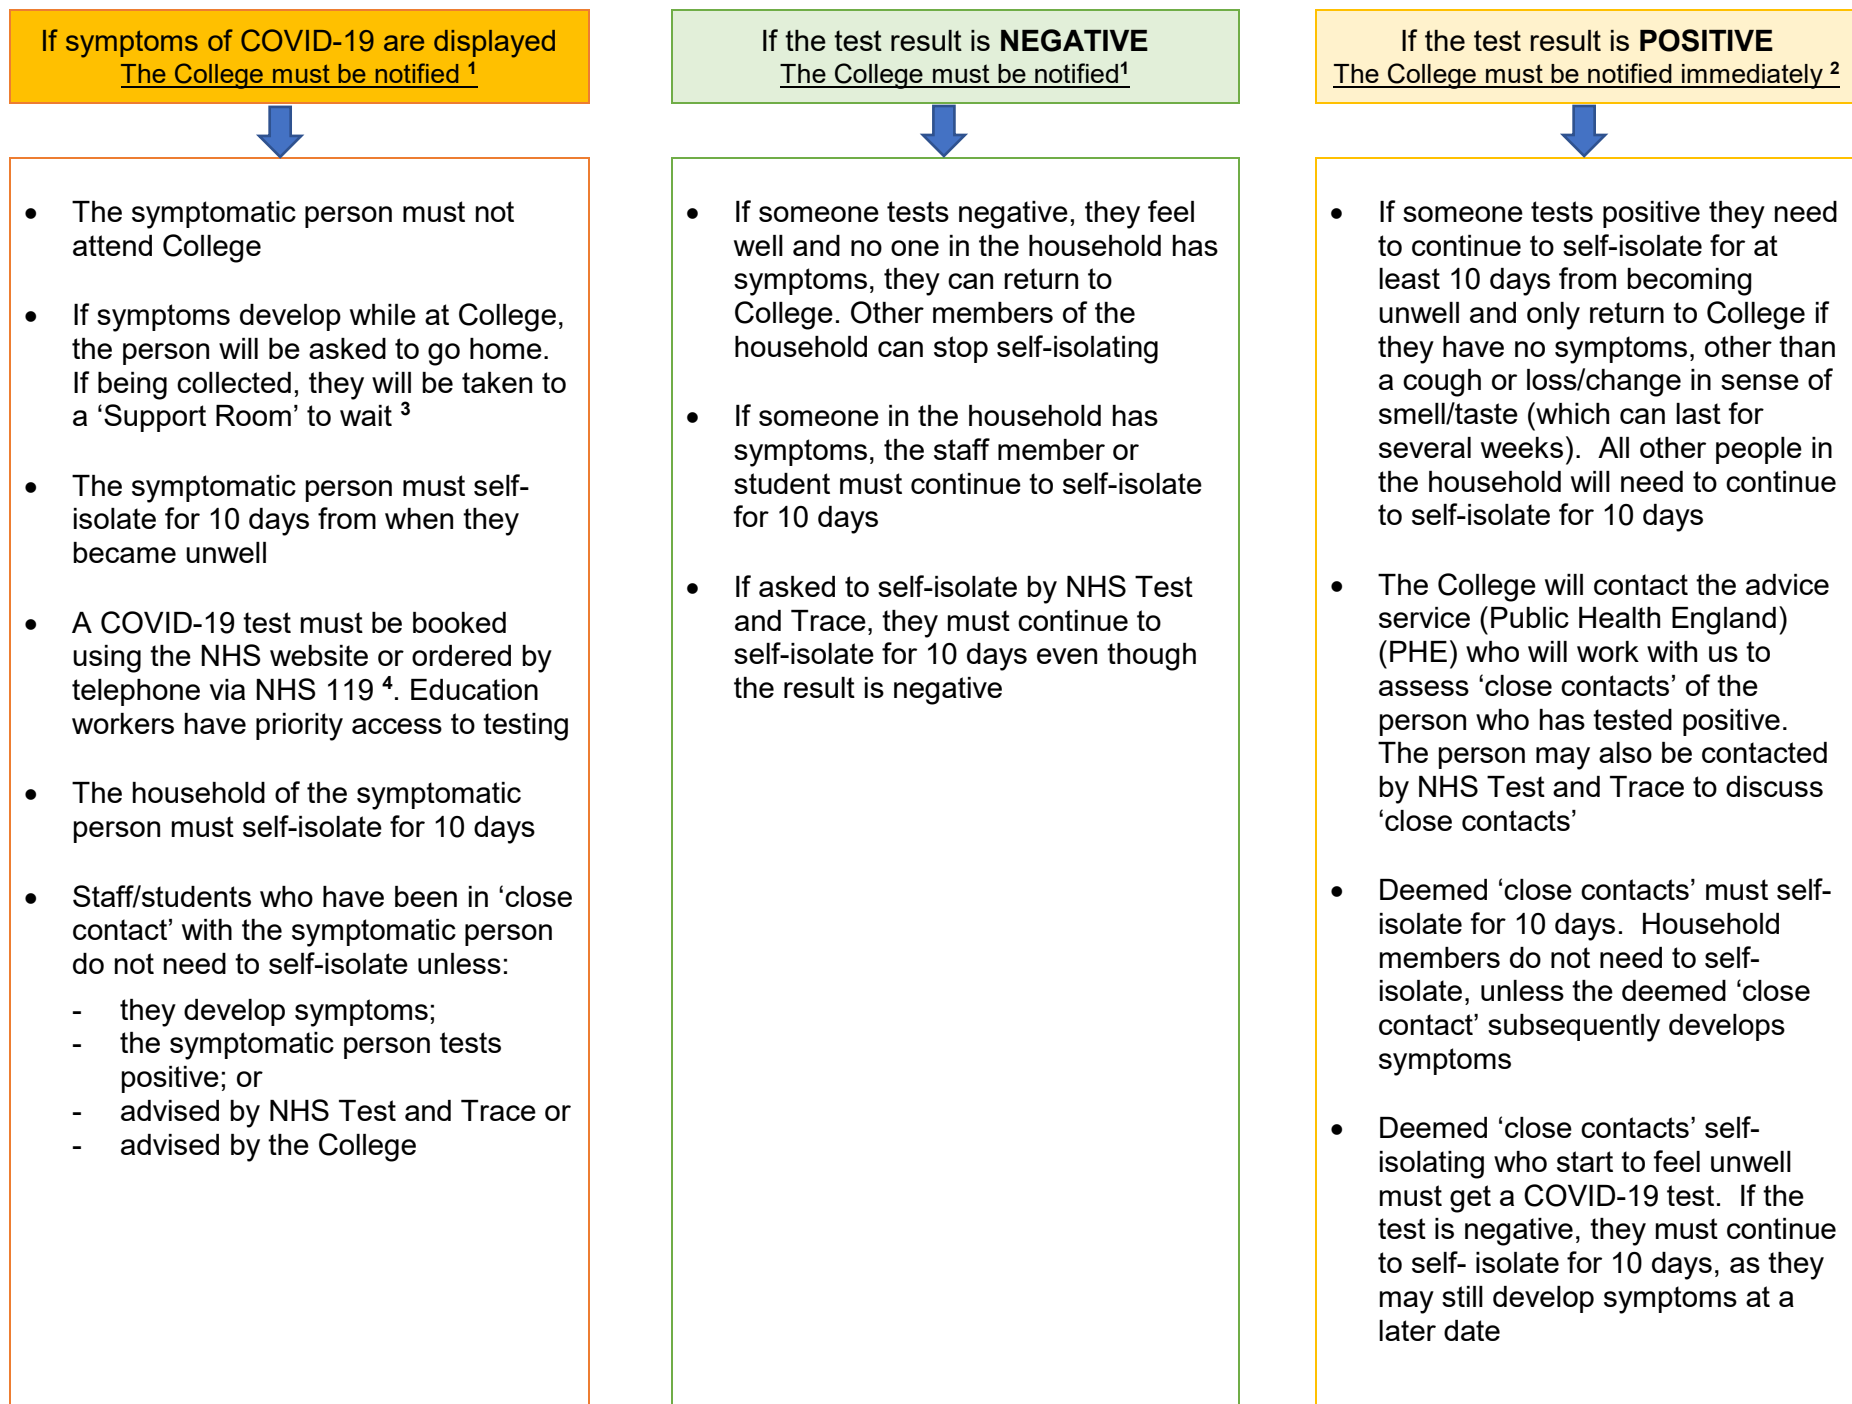 If symptoms of COVID-19 are displayed
The College must be notified 1
• The symptomatic person must not
attend College
• If symptoms develop while at College,
the person will be asked to go home.
If being collected, they will be taken to
a ‘Support Room’ to wait 3
• The symptomatic person must self-
isolate for 10 days from when they
became unwell
• A COVID-19 test must be booked
using the NHS website or ordered by
telephone via NHS 119 4. Education
workers have priority access to testing
• The household of the symptomatic
person must self-isolate for 10 days
• Staff/students who have been in ‘close
contact’ with the symptomatic person
do not need to self-isolate unless:
- they develop symptoms;
- the symptomatic person tests
positive; or
- advised by NHS Test and Trace or
- advised by the College
If the test result is NEGATIVE
The College must be notified1
• If someone tests negative, they feel
well and no one in the household has
symptoms, they can return to
College. Other members of the
household can stop self-isolating
• If someone in the household has
symptoms, the staff member or
student must continue to self-isolate
for 10 days
• If asked to self-isolate by NHS Test
and Trace, they must continue to
self-isolate for 10 days even though
the result is negative
If the test result is POSITIVE
The College must be notified immediately 2
• If someone tests positive they need
to continue to self-isolate for at
least 10 days from becoming
unwell and only return to College if
they have no symptoms, other than
a cough or loss/change in sense of
smell/taste (which can last for
several weeks). All other people in
the household will need to continue
to self-isolate for 10 days
• The College will contact the advice
service (Public Health England)
(PHE) who will work with us to
assess ‘close contacts’ of the
person who has tested positive.
The person may also be contacted
by NHS Test and Trace to discuss
‘close contacts’
• Deemed ‘close contacts’ must self-
isolate for 10 days. Household
members do not need to self-
isolate, unless the deemed ‘close
contact’ subsequently develops
symptoms
• Deemed ‘close contacts’ self-
isolating who start to feel unwell
must get a COVID-19 test. If the
test is negative, they must continue
to self- isolate for 10 days, as they
may still develop symptoms at a
later date